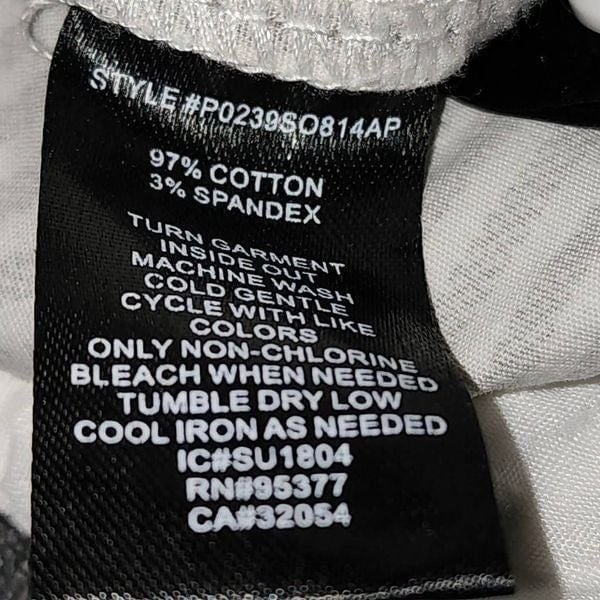 STYLE #P0239SO814AP
97% COTTON
3% SPANDEX
TURN GARMENT
INSIDE OUT
MACHINE WASH
COLD GENTLE
CYCLE WITH LIKE
COLORS
ONLY NON-CHLORINE
BLEACH WHEN NEEDED
TUMBLE DRY LOW
COOL IRON AS NEEDED
IC#SU1804
RN#95377
CA#32054